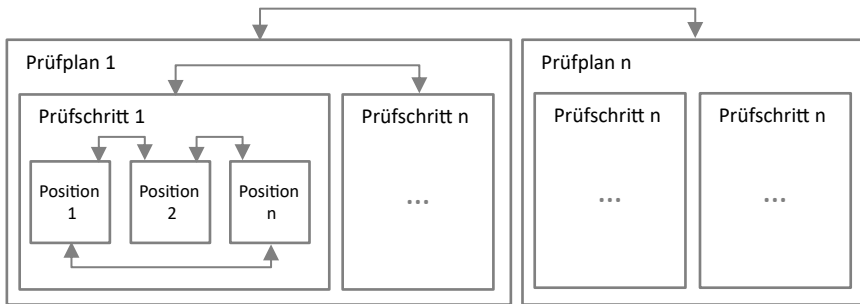 Prüfplan 1
Prüfplan n
Prüfschritt 1
Prüfschritt n
Prüfschritt n
Prüfschritt n
Position
1
Position
2
Position
n
...
...
...